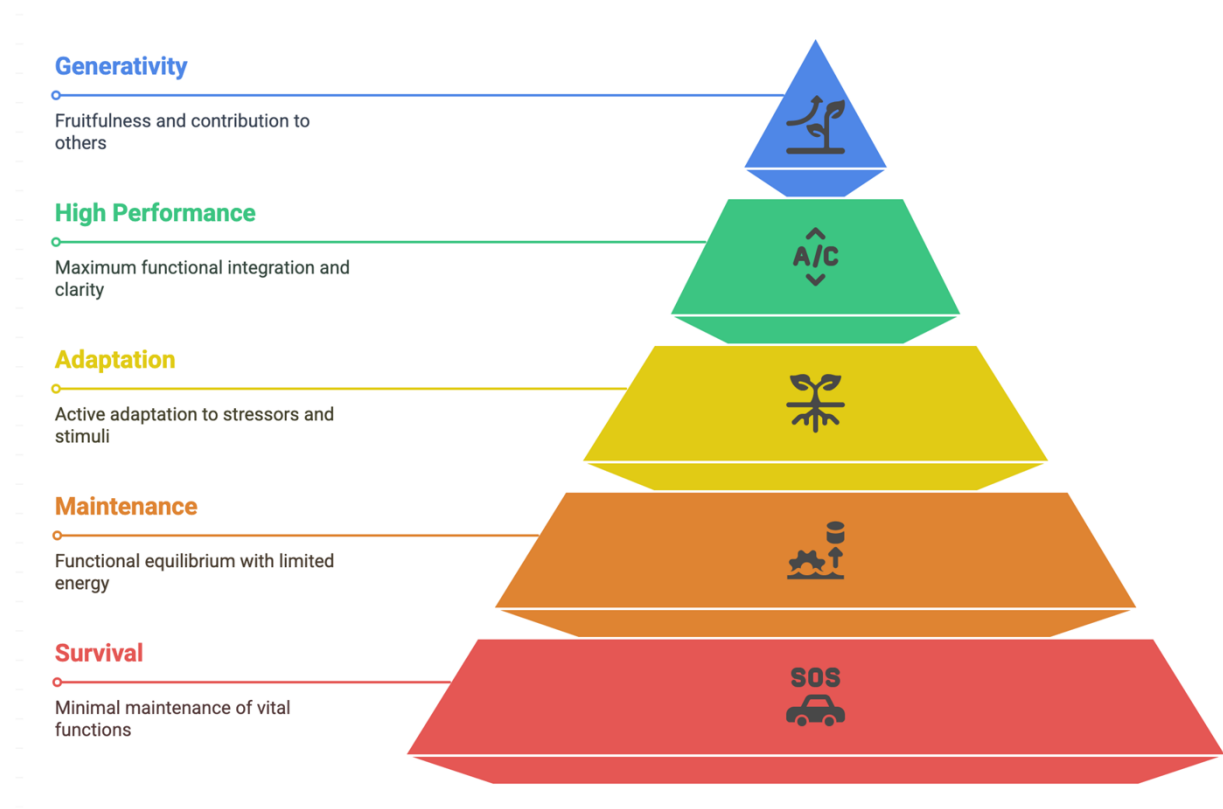 Generativity
Fruitfulness and contribution to
others
High Performance
Maximum functional integration and
clarity
A/C
Adaptation
Active adaptation to stressors and
stimuli
Maintenance
Functional equilibrium with limited
energy
Survival
Minimal maintenance of vital
functions
SOS